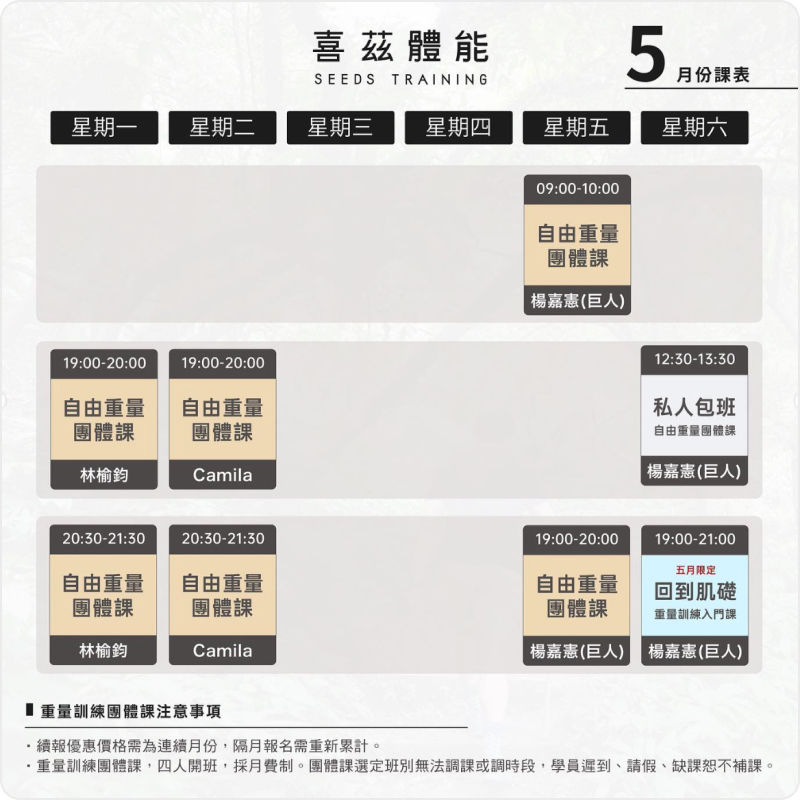 喜茲體能
SEEDS TRAINING
5 月份課表
星期一 星期二 星期三 星期四 星期五 星期六
09:00-10:00
自由重量
團體課
楊嘉憲(巨人)
19:00-20:00
自由重量
團體課
林榆鈞
19:00-20:00
自由重量
團體課
Camila
12:30-13:30
私人包班
自由重量團體課
楊嘉憲(巨人)
20:30-21:30
自由重量
團體課
林榆鈞
20:30-21:30
自由重量
團體課
Camila
19:00-20:00
自由重量
團體課
楊嘉憲(巨人)
19:00-21:00
五月限定
回到肌礎
重量訓練入門課
楊嘉憲(巨人)
重量訓練團體課注意事項
・續報優惠價格需為連續月份，隔月報名需重新累計。
・重量訓練團體課，四人開班，採月費制。團體課選定班別無法調課或調時段，學員遲到、請假、缺課恕不補課。